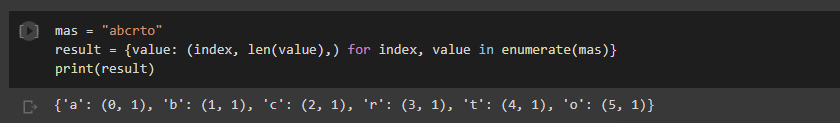 mas = "abcrto"
result = {value: (index, len(value),) for index, value in enumerate(mas)}
print(result)
{'a': (0, 1), 'b': (1, 1), 'c': (2, 1), 'r': (3, 1), 't': (4, 1), 'o': (5, 1)}